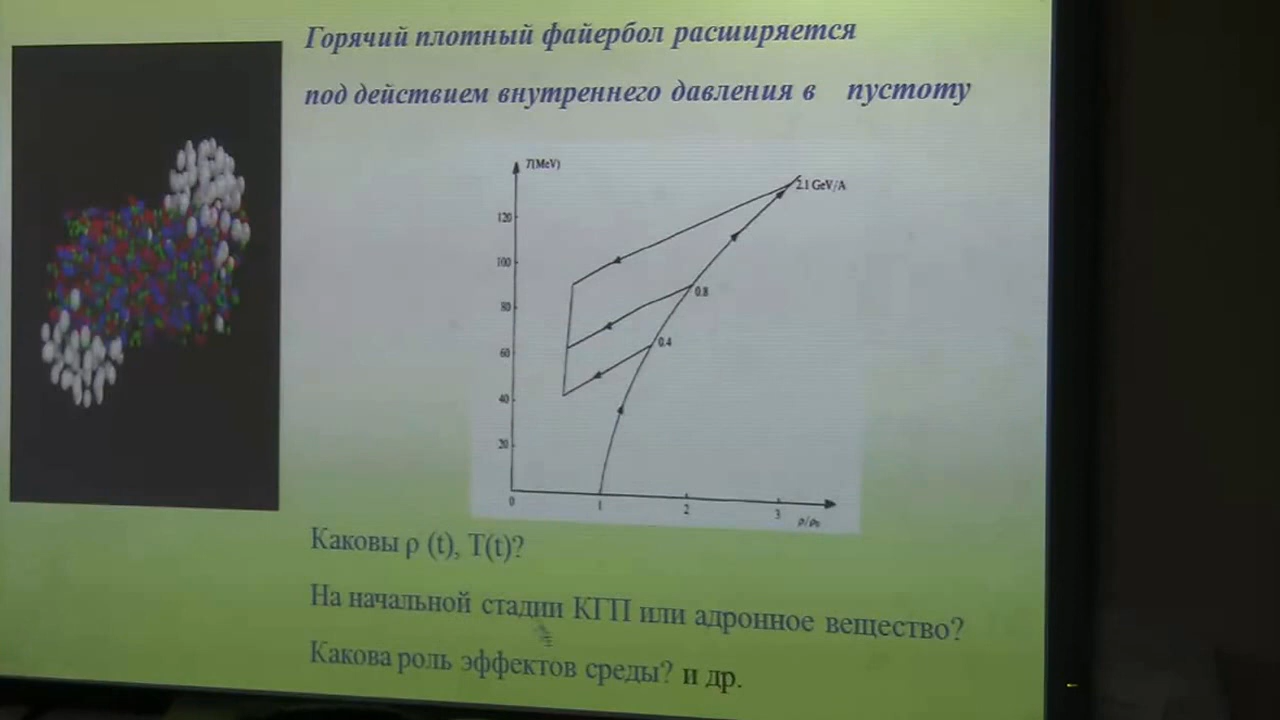 Горячий плотный файербол расширяется
под действием внутреннего давления в пустоту
T(MeV)
2.1 GeV/A
120
100
0.8
80
0.4
60
40
20
0 1 2 3
ρ/ρ₀
Каковы ρ (t), T(t)?
На начальной стадии КГП или адронное вещество?
Какова роль эффектов среды? и др.